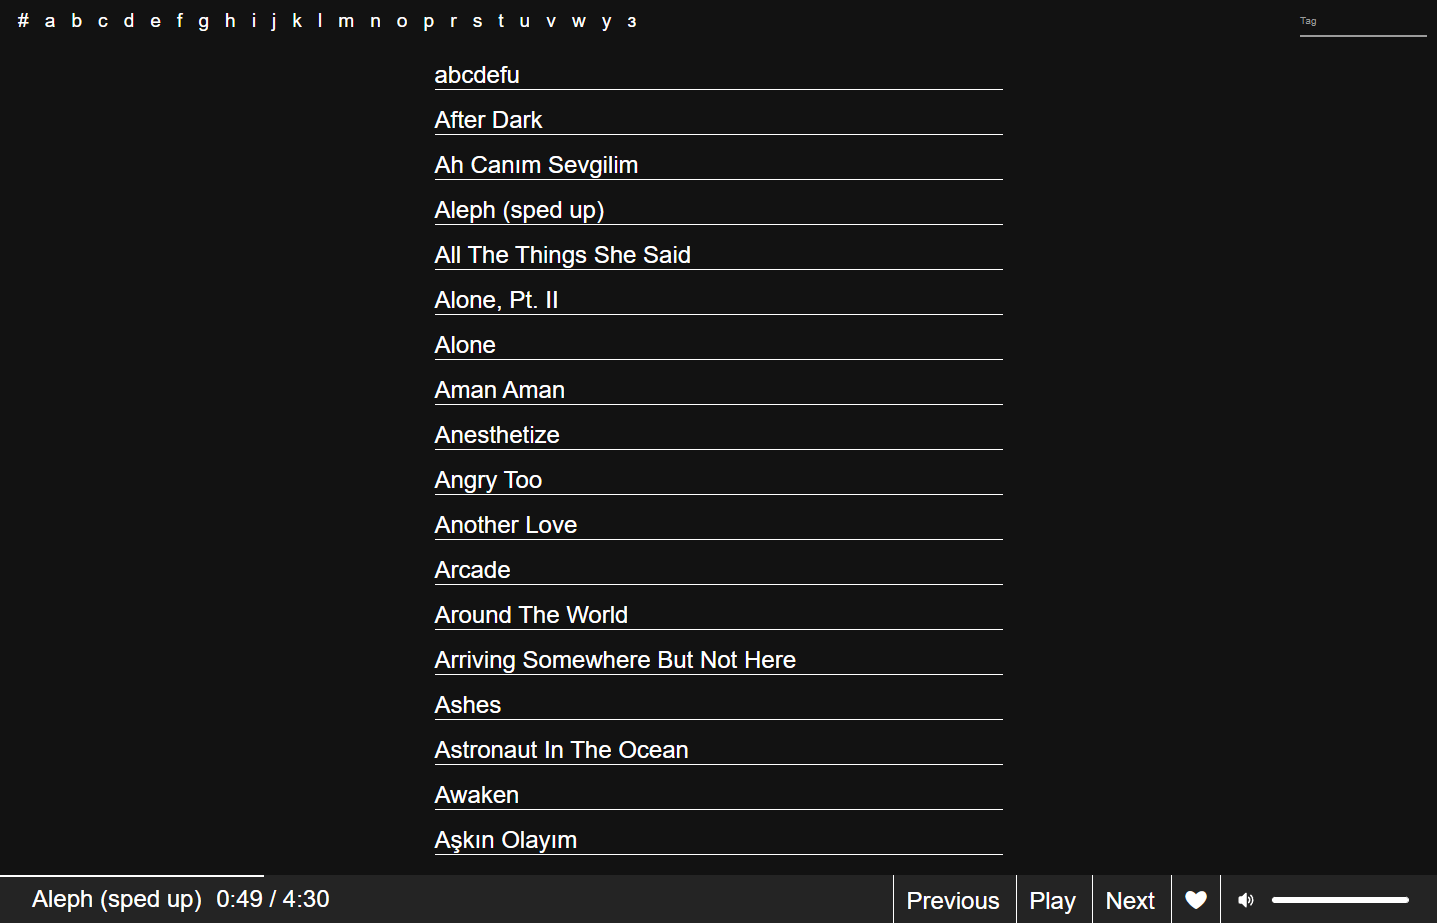 # a b c d e f g h i j k l m n o p r s t u v w y з
Tag
abcdefu
After Dark
Ah Canım Sevgilim
Aleph (sped up)
All The Things She Said
Alone, Pt. II
Alone
Aman Aman
Anesthetize
Angry Too
Another Love
Arcade
Around The World
Arriving Somewhere But Not Here
Ashes
Astronaut In The Ocean
Awaken
Aşkın Olayım
Aleph (sped up) 0:49 / 4:30 Previous Play Next